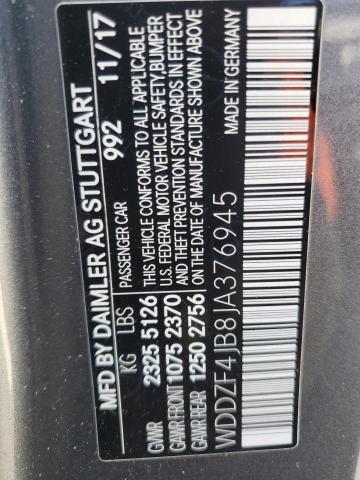 MFD BY DAIMLER AG STUTTGART
992 11/17
KG LBS PASSENGER CAR
GVWR 2325 5126 THIS VEHICLE CONFORMS TO ALL APPLICABLE
GAWR FRONT 1075 2370 U.S. FEDERAL MOTOR VEHICLE SAFETY, BUMPER
GAWR REAR 1250 2756 AND THEFT PREVENTION STANDARDS IN EFFECT
ON THE DATE OF MANUFACTURE SHOWN ABOVE
WDDZF4JB8JA376945 MADE IN GERMANY